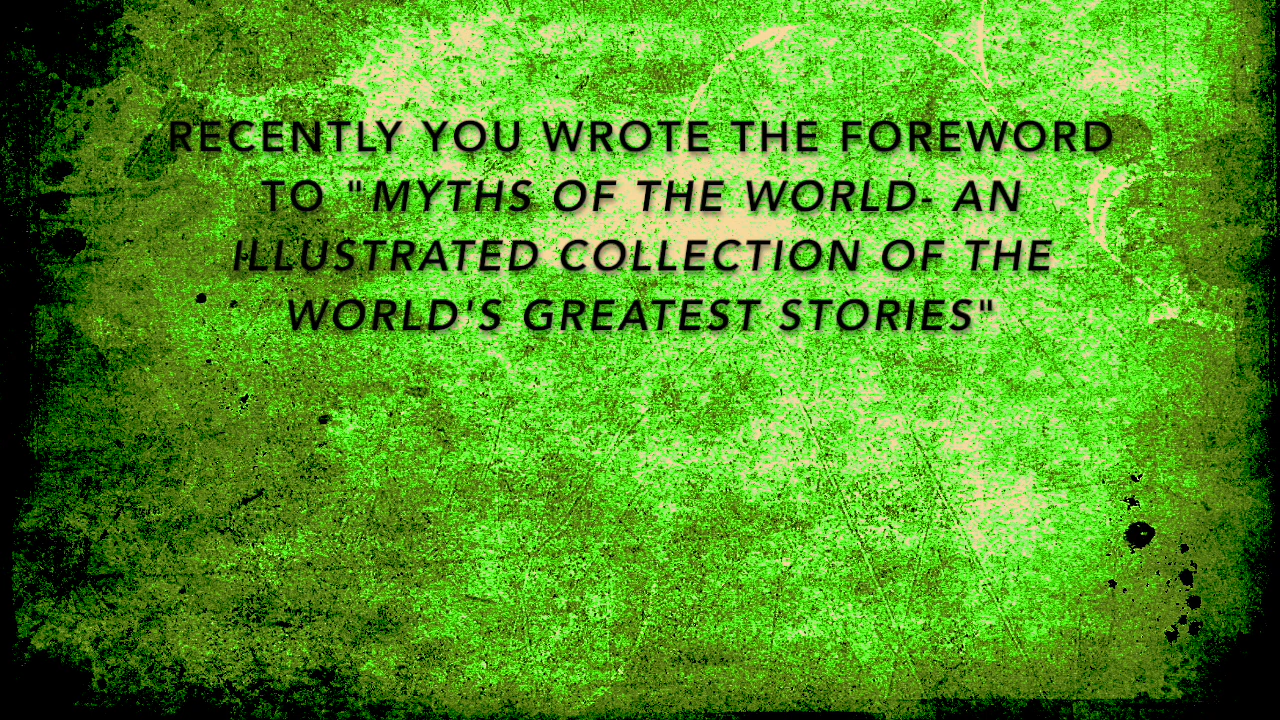 RECENTLY YOU WROTE THE FOREWORD
TO "MYTHS OF THE WORLD- AN
ILLUSTRATED COLLECTION OF THE
WORLD'S GREATEST STORIES"